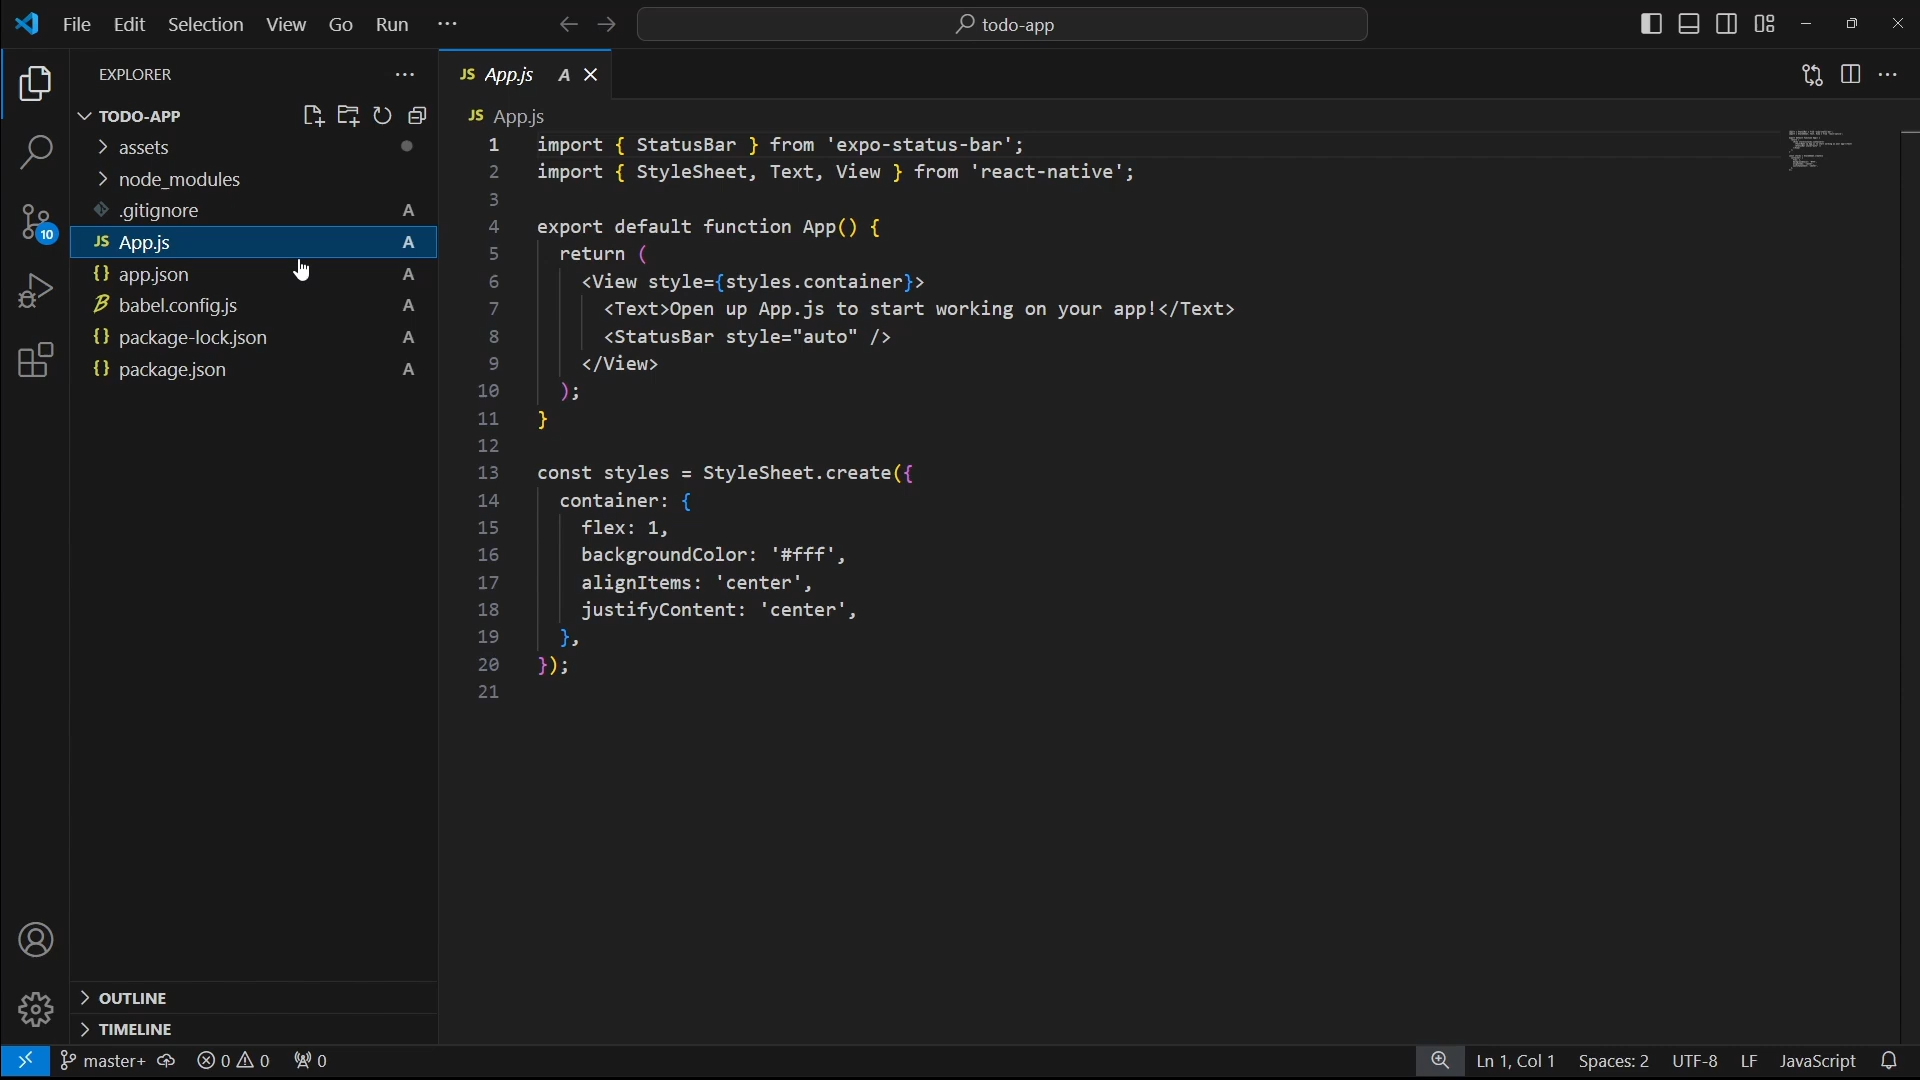 File Edit Selection View Go Run ··· todo-app
EXPLORER
TODO-APP
assets
node_modules
.gitignore A
JS App.js A
{} app.json A
babel.config.js A
{} package-lock.json A
{} package.json A
OUTLINE
TIMELINE
10
JS App.js A
JS App.js
1 import { StatusBar } from 'expo-status-bar';
2 import { StyleSheet, Text, View } from 'react-native';
3
4 export default function App() {
5 return (
6 <View style={styles.container}>
7 <Text>Open up App.js to start working on your app!</Text>
8 <StatusBar style="auto" />
9 </View>
10 );
11 }
12
13 const styles = StyleSheet.create({
14 container: {
15 flex: 1,
16 backgroundColor: '#fff',
17 alignItems: 'center',
18 justifyContent: 'center',
19 },
20 });
21
master+ 0 0 0 Ln 1, Col 1 Spaces: 2 UTF-8 LF JavaScript